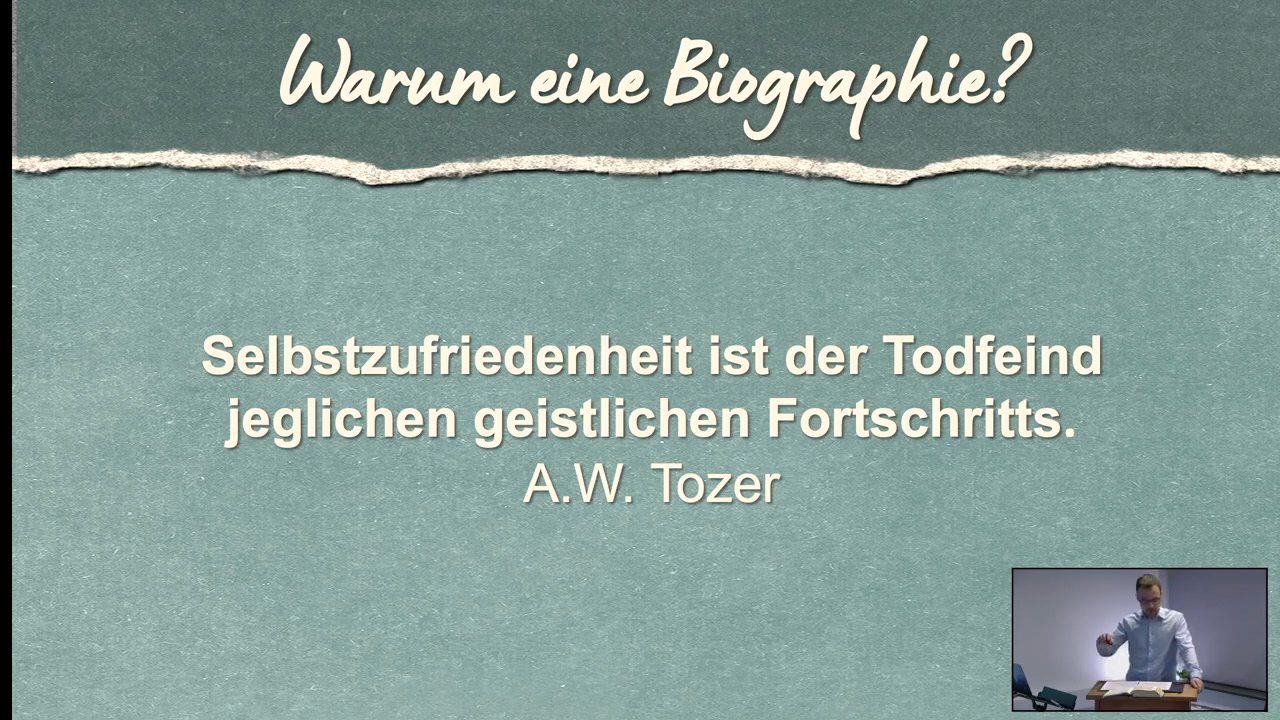 Warum eine Biographie?
Selbstzufriedenheit ist der Todfeind
jeglichen geistlichen Fortschritts.
A.W. Tozer